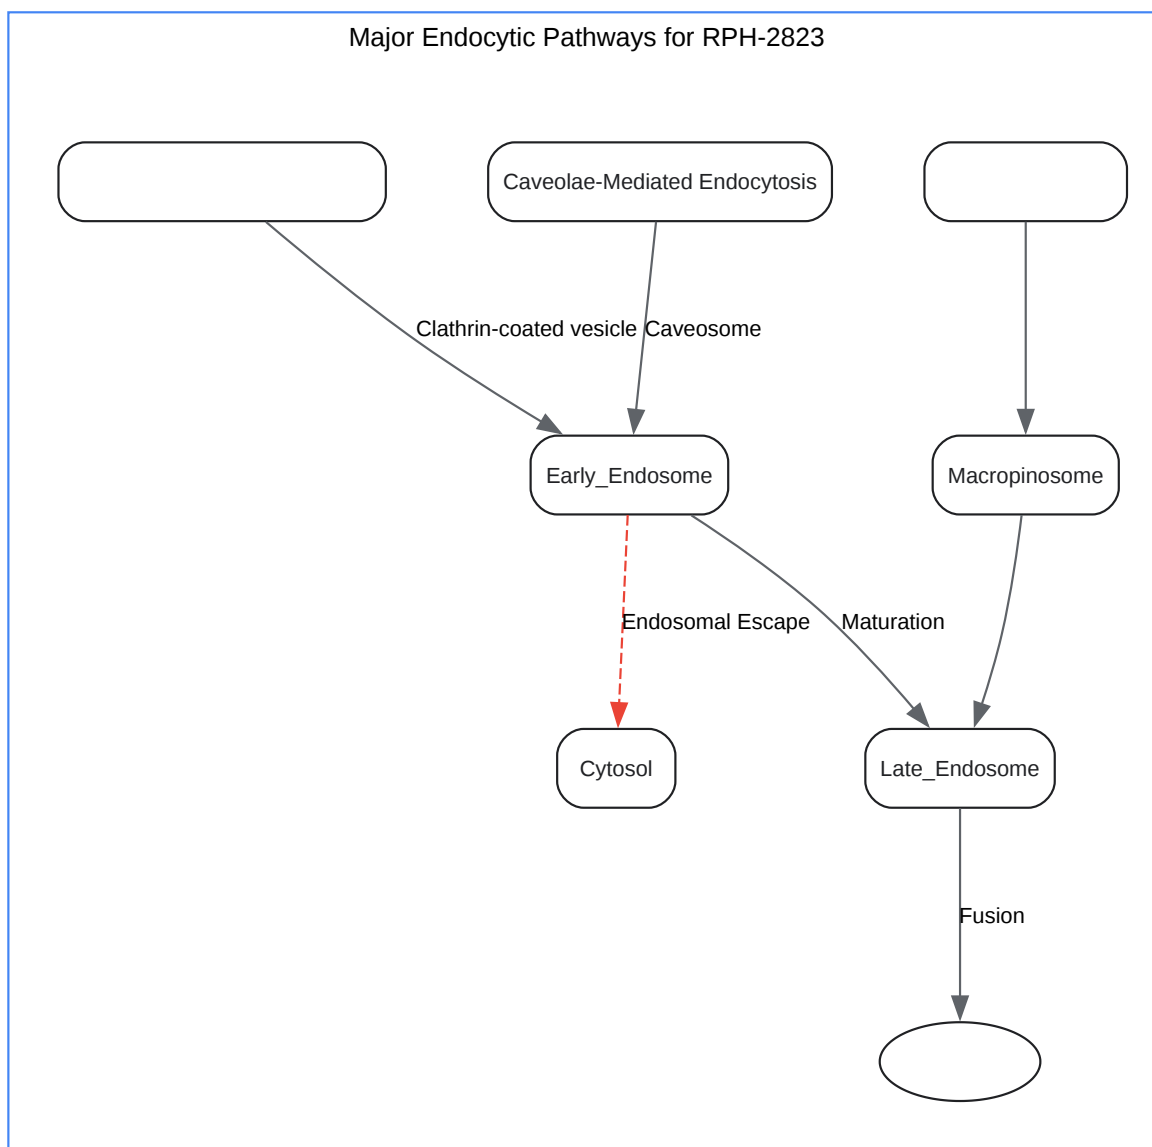 Major Endocytic Pathways for RPH-2823
Caveolae-Mediated Endocytosis
Clathrin-coated vesicle
Caveosome
Early_Endosome
Macropinosome
Endosomal Escape
Maturation
Cytosol
Late_Endosome
Fusion